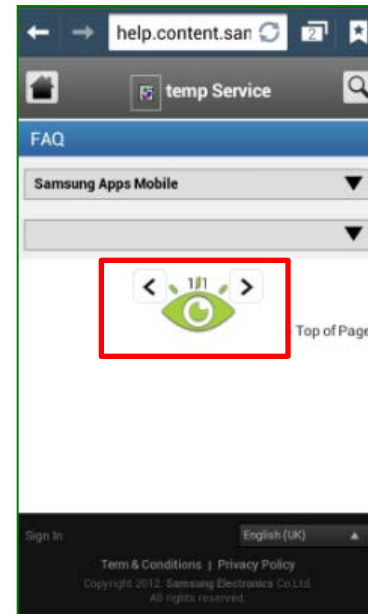 help.content.san
2
temp Service
FAQ
Samsung Apps Mobile
1/1
Top of Page
Sign In
English (UK)
Term & Conditions | Privacy Policy
Copyright 2012. Samsung Electronics Co.Ltd.
All rights reserved.